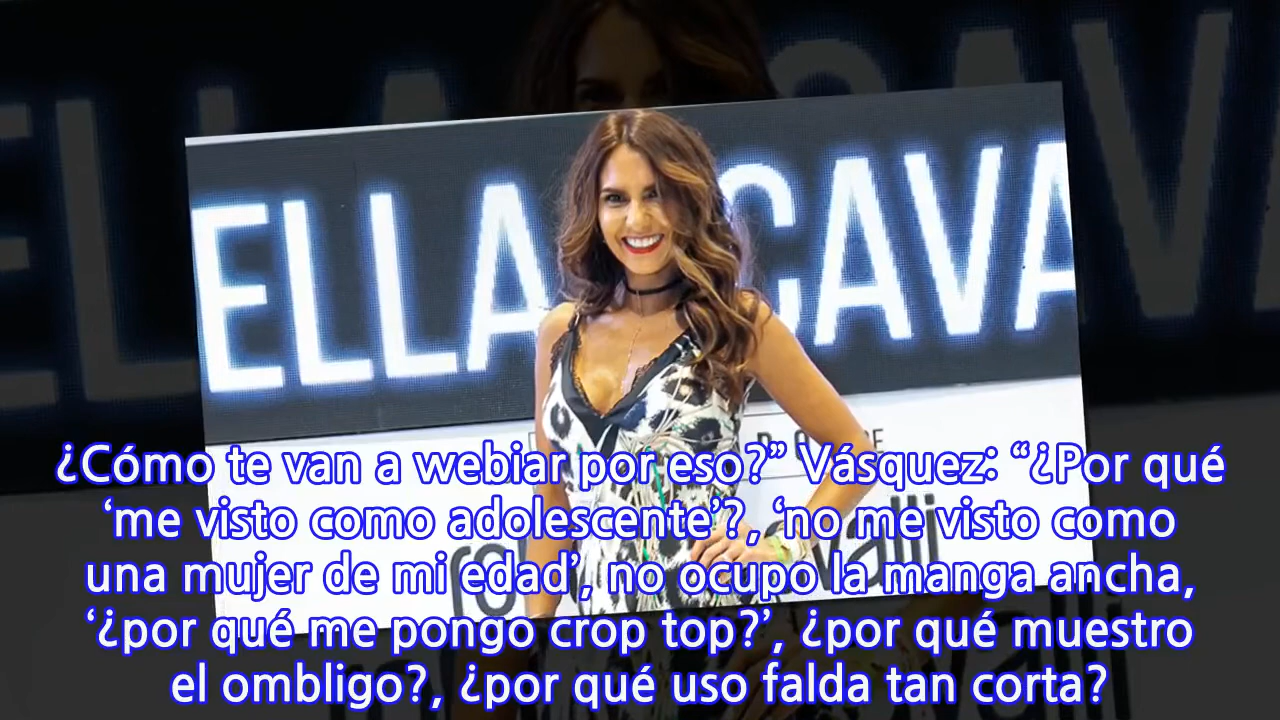 ELLA CAVA
¿Cómo te van a webiar por eso?” Vásquez: “¿Por qué
‘me visto como adolescente’?, ‘no me visto como
una mujer de mi edad’, no ocupo la manga ancha,
‘¿por qué me pongo crop top?’, ¿por qué muestro
el ombligo?, ¿por qué uso falda tan corta?